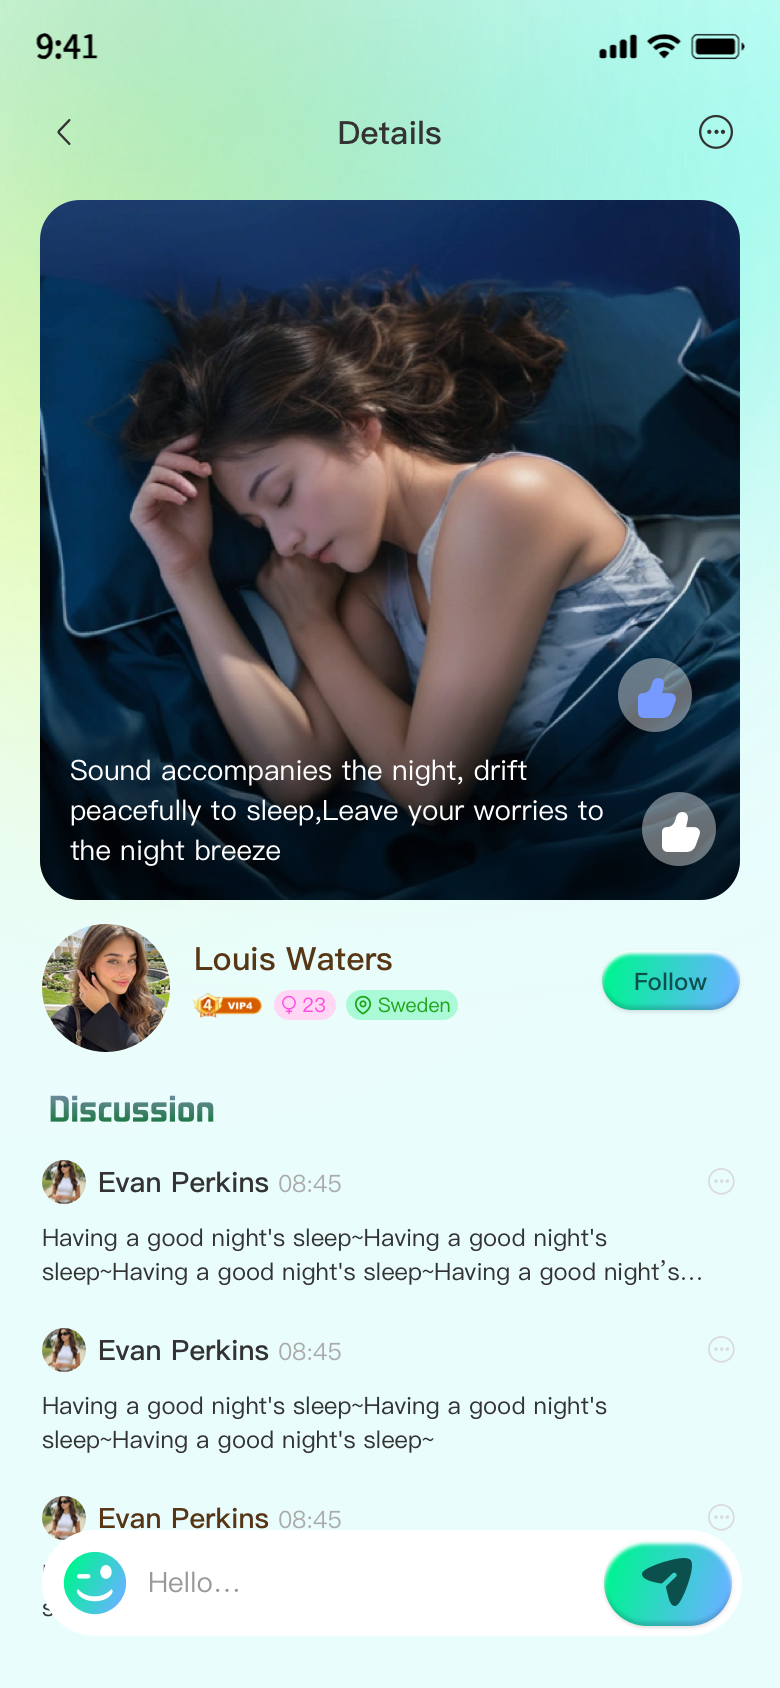 9:41
Details
Sound accompanies the night, drift
peacefully to sleep,Leave your worries to
the night breeze
Louis Waters
4 VIP4 23 Sweden
Follow
Discussion
Evan Perkins 08:45
Having a good night's sleep~Having a good night's
sleep~Having a good night's sleep~Having a good night’s...
Evan Perkins 08:45
Having a good night's sleep~Having a good night's
sleep~Having a good night's sleep~
Evan Perkins 08:45
Hello...